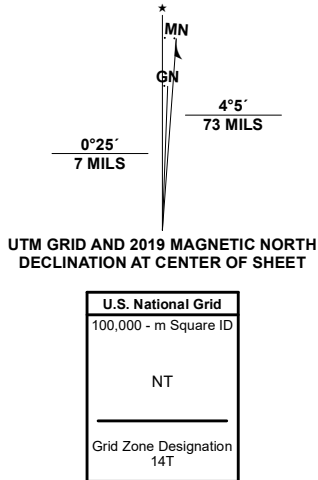 MN
GN
4°5´
73 MILS
0°25´
7 MILS
UTM GRID AND 2019 MAGNETIC NORTH
DECLINATION AT CENTER OF SHEET
U.S. National Grid
100,000 - m Square ID
NT
Grid Zone Designation
14T